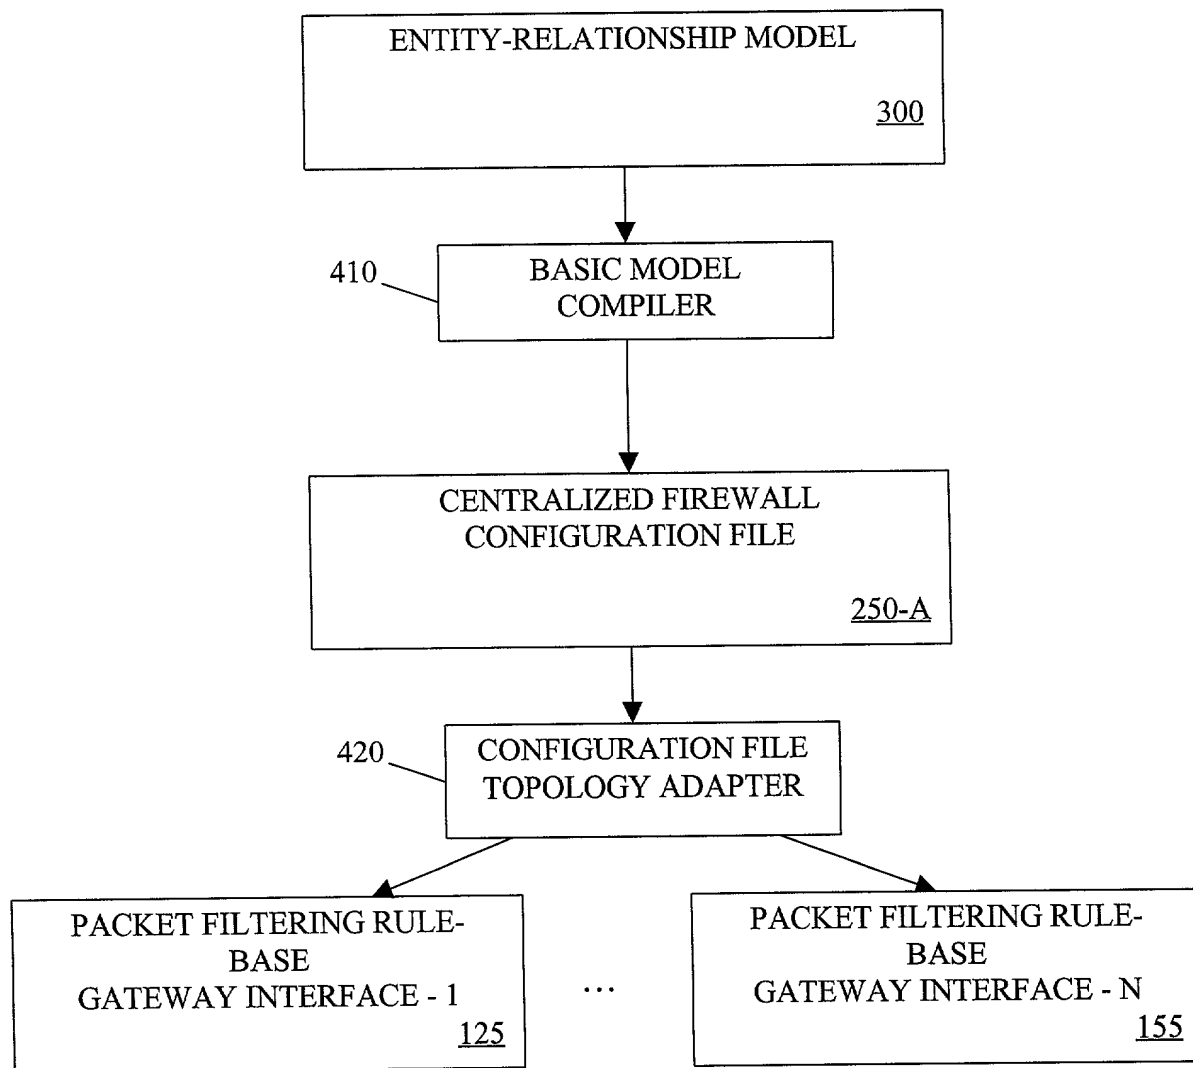 ENTITY-RELATIONSHIP MODEL
300
410
BASIC MODEL
COMPILER
CENTRALIZED FIREWALL
CONFIGURATION FILE
250-A
420
CONFIGURATION FILE
TOPOLOGY ADAPTER
PACKET FILTERING RULE-
BASE
GATEWAY INTERFACE - 1
125
...
PACKET FILTERING RULE-
BASE
GATEWAY INTERFACE - N
155